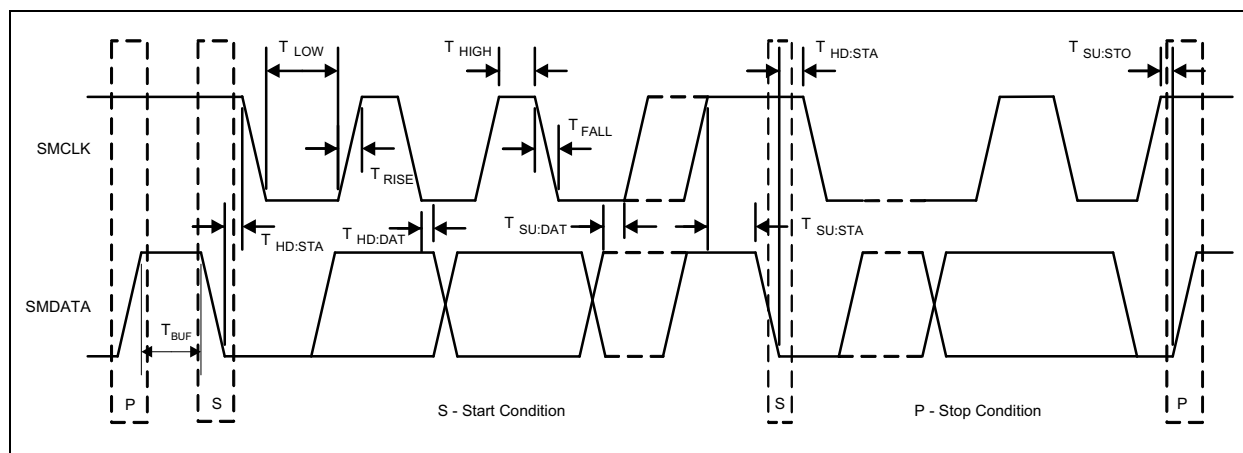 T LOW
T HIGH
T HD:STA
T SU:STO
SMCLK
T FALL
T RISE
T HD:STA
T HD:DAT
T SU:DAT
T SU:STA
SMDATA
T BUF
P
S
S - Start Condition
S
P - Stop Condition
P